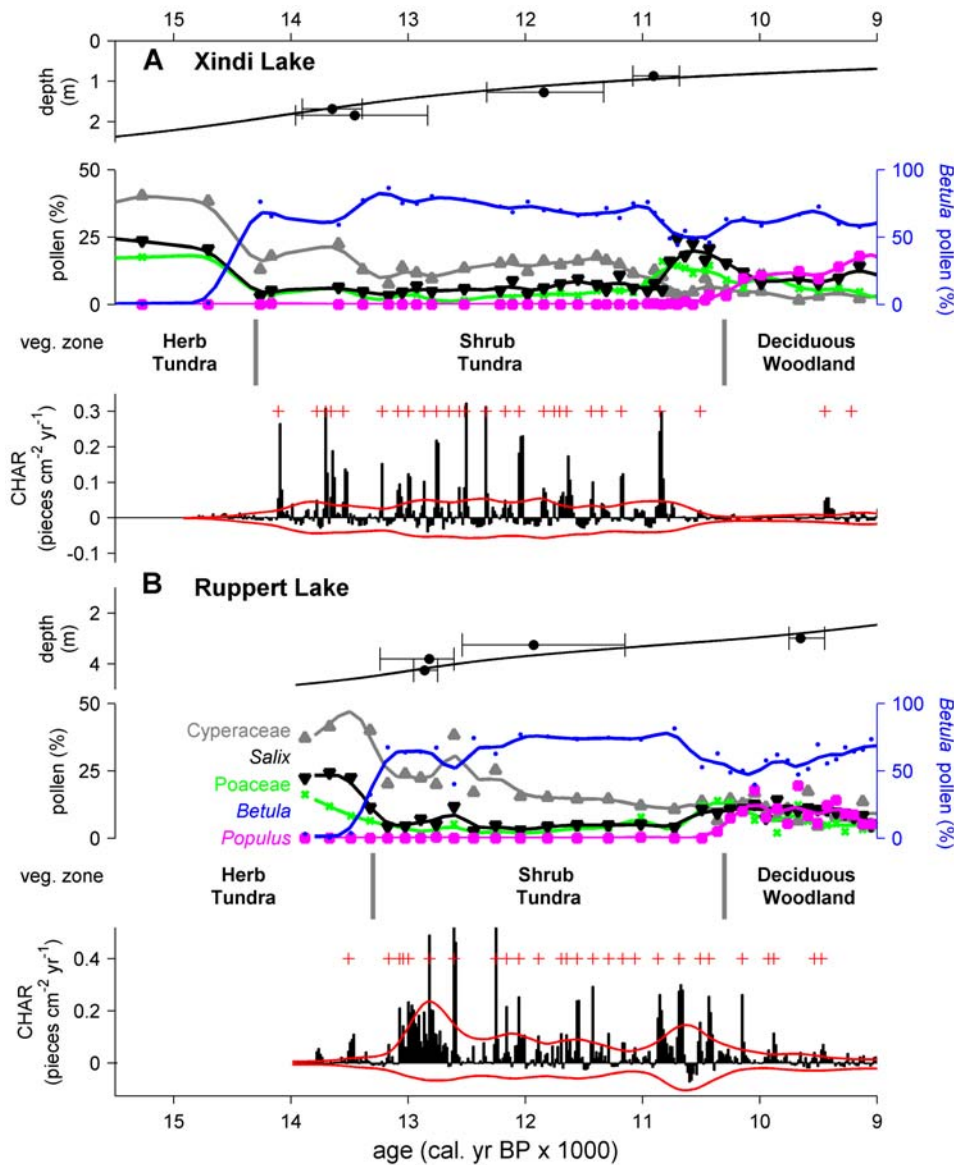 15 14 13 12 11 10 9
A Xindi Lake
0
1
2
depth
(m)
50
25
0
pollen (%)
100
50
0
Betula
pollen (%)
veg. zone
Herb
Tundra
Shrub
Tundra
Deciduous
Woodland
0.3
0.2
0.1
0
-0.1
CHAR
(pieces cm-2 yr-1)
B Ruppert Lake
2
4
depth
(m)
50
25
0
pollen (%)
Cyperaceae
Salix
Poaceae
Betula
Populus
100
50
0
Betula
pollen (%)
veg. zone
Herb
Tundra
Shrub
Tundra
Deciduous
Woodland
0.4
0.2
0
CHAR
(pieces cm-2 yr-1)
15 14 13 12 11 10 9
age (cal. yr BP x 1000)